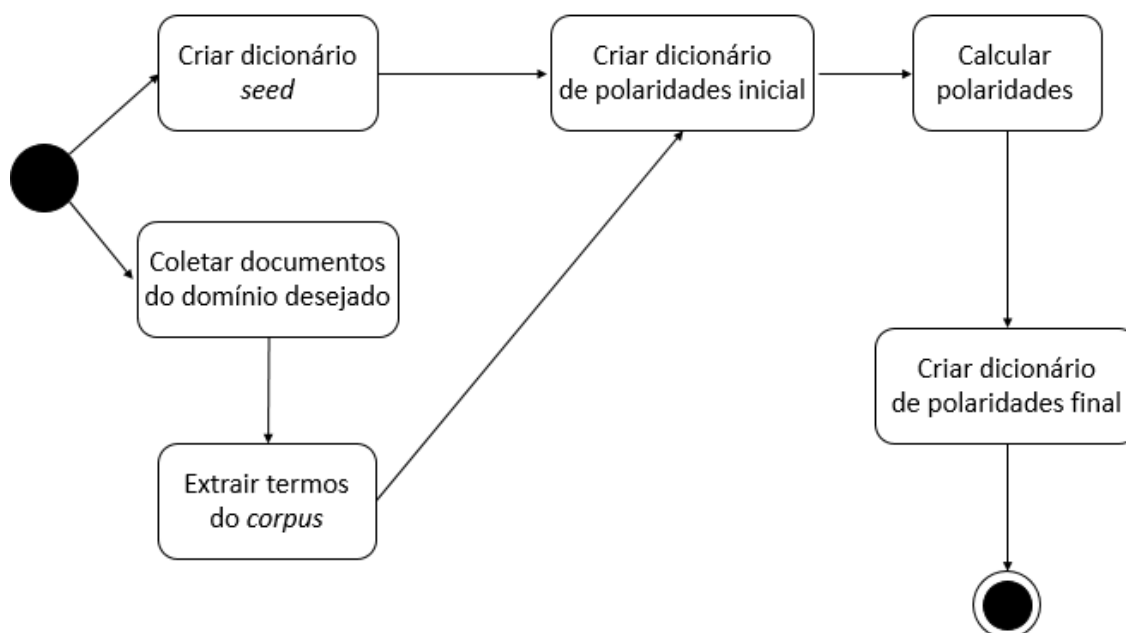 Criar dicionário
seed
Criar dicionário
de polaridades inicial
Calcular
polaridades
Coletar documentos
do domínio desejado
Criar dicionário
de polaridades final
Extrair termos
do corpus